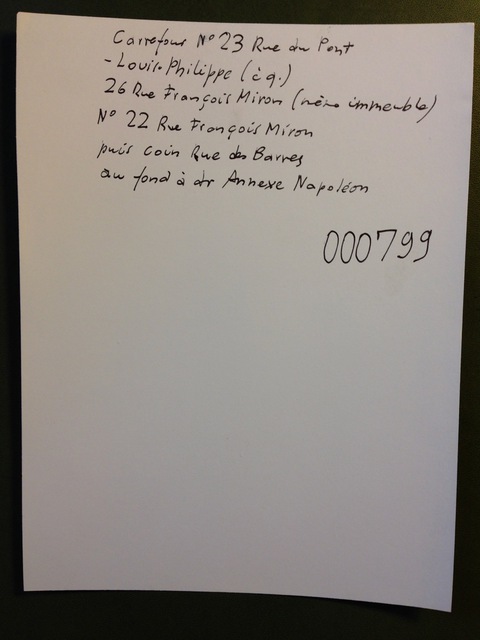 Carrefour N° 23 Rue du Pont
-Louis-Philippe (à g.)
26 Rue François Miron (même immeuble)
N° 22 Rue François Miron
puis coin Rue des Barres
au fond à dr Annexe Napoléon
000799